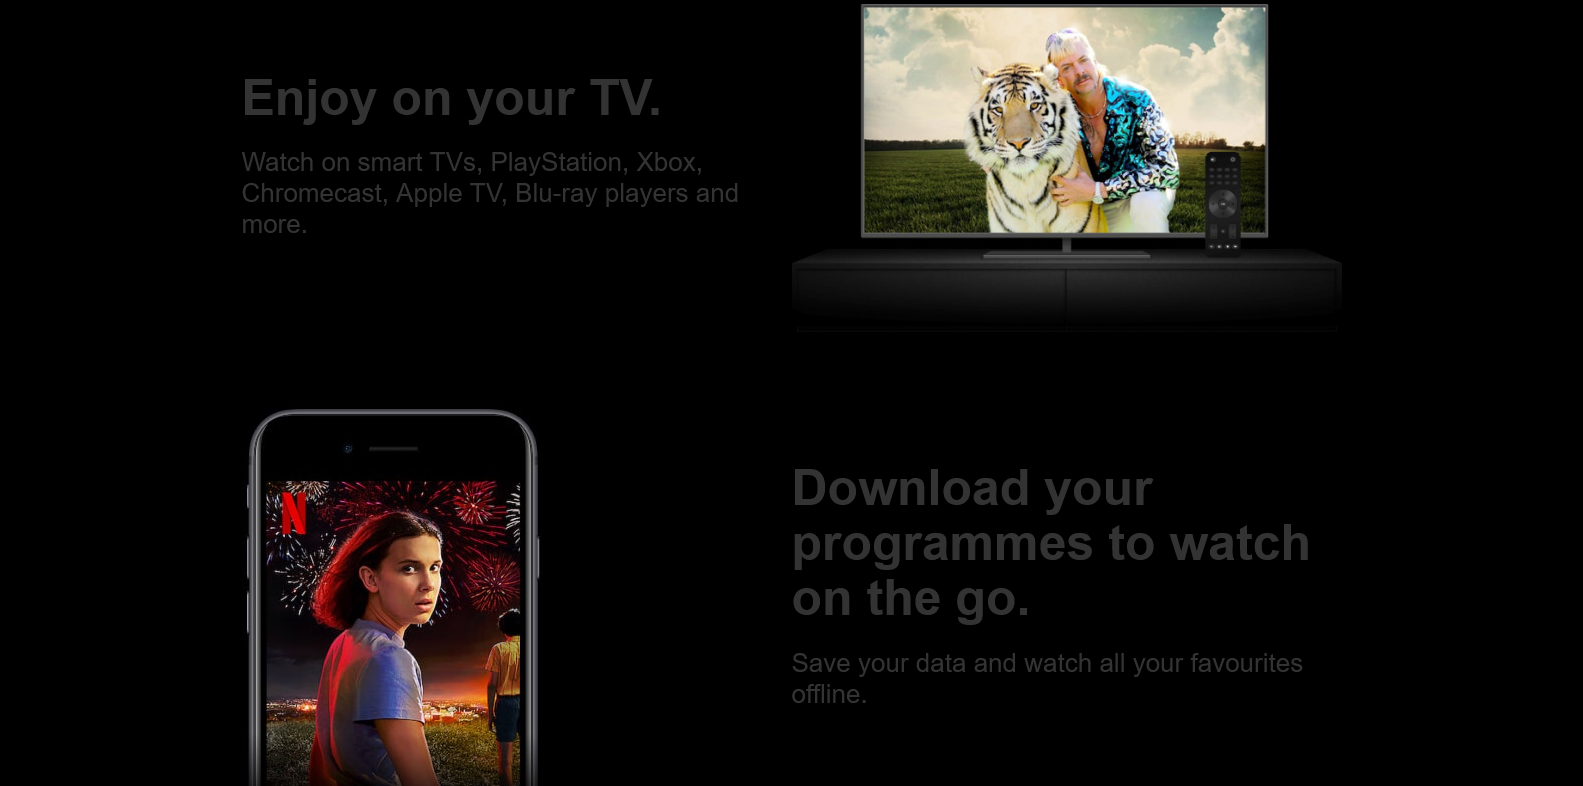 Enjoy on your TV.
Watch on smart TVs, PlayStation, Xbox,
Chromecast, Apple TV, Blu-ray players and
more.
N
Download your
programmes to watch
on the go.
Save your data and watch all your favourites
offline.